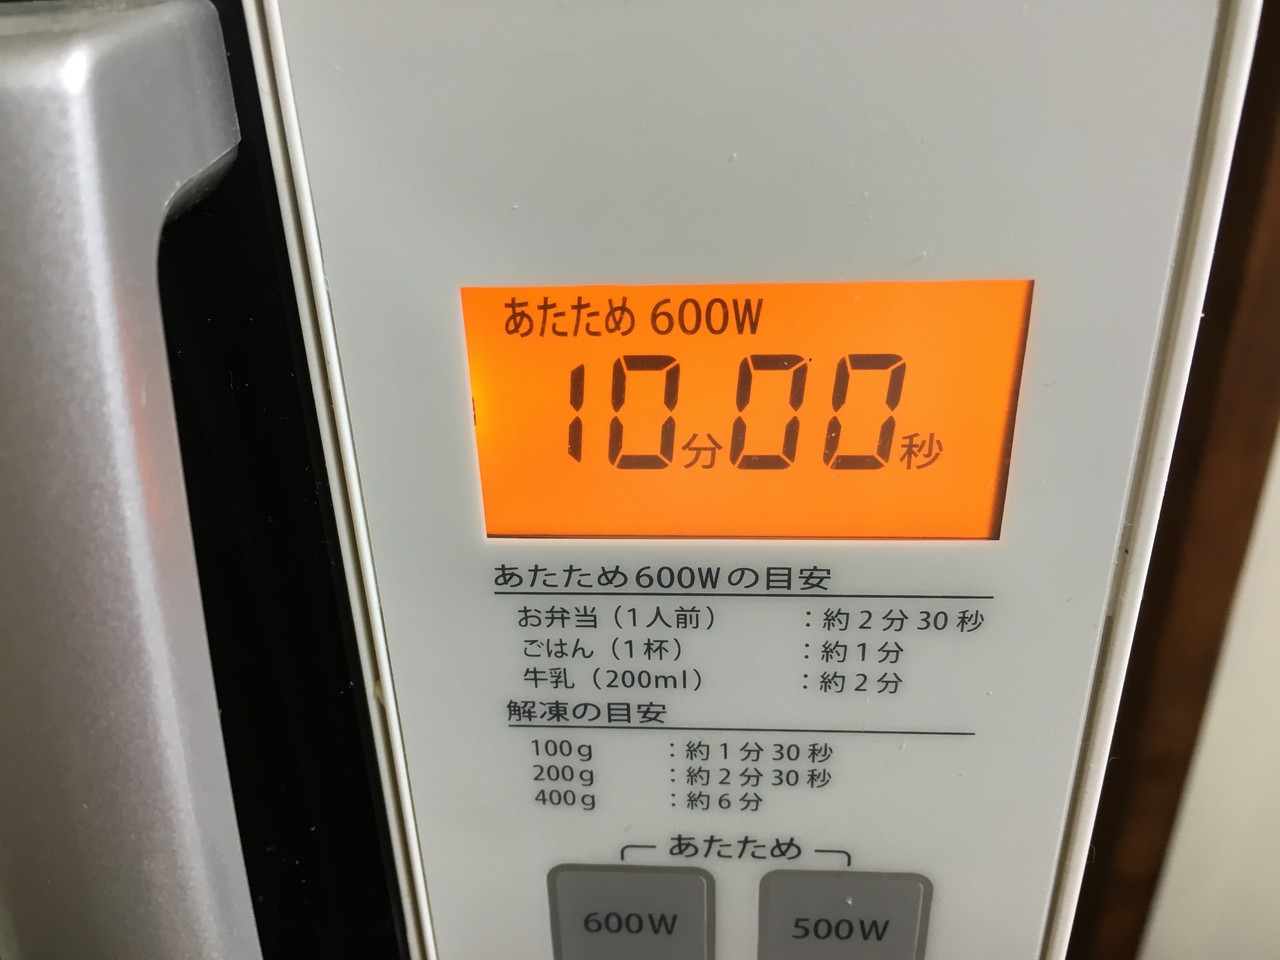 あたため 600W
10分00秒
あたため600Wの目安
お弁当（1人前）：約2分30秒
ごはん（1杯）：約1分
牛乳（200ml）：約2分
解凍の目安
100g：約1分30秒
200g：約2分30秒
400g：約6分
あたため
600W 500W